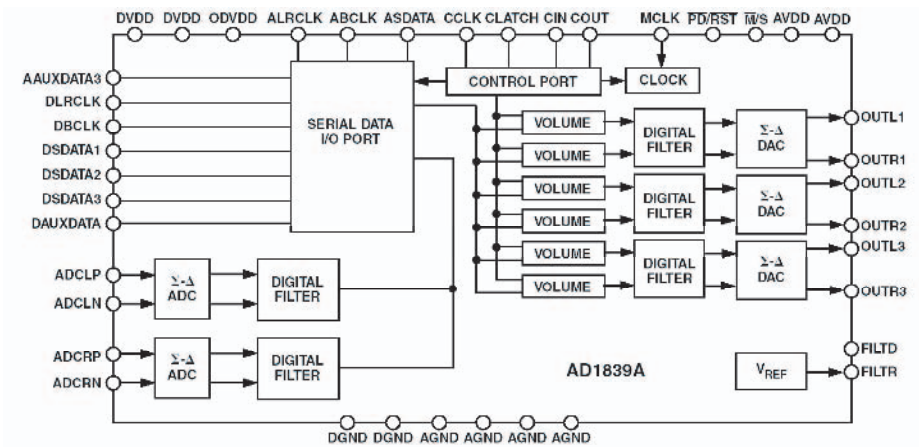 DVDD DVDD ODVDD ALRCLK ABCLK ASDATA CCLK CLATCH CIN COUT MCLK PD/RST M/S AVDD AVDD
AAUXDATA3
DLRCLK
DBCLK
DSDATA1
DSDATA2
DSDATA3
DAUXDATA
ADCLP
ADCLN
ADCRP
ADCRN
SERIAL DATA
I/O PORT
CONTROL PORT
CLOCK
VOLUME
VOLUME
VOLUME
VOLUME
VOLUME
VOLUME
DIGITAL
FILTER
DIGITAL
FILTER
DIGITAL
FILTER
Σ-Δ
DAC
Σ-Δ
DAC
Σ-Δ
DAC
OUTL1
OUTR1
OUTL2
OUTR2
OUTL3
OUTR3
Σ-Δ
ADC
DIGITAL
FILTER
Σ-Δ
ADC
DIGITAL
FILTER
AD1839A
VREF
FILTD
FILTR
DGND DGND AGND AGND AGND AGND